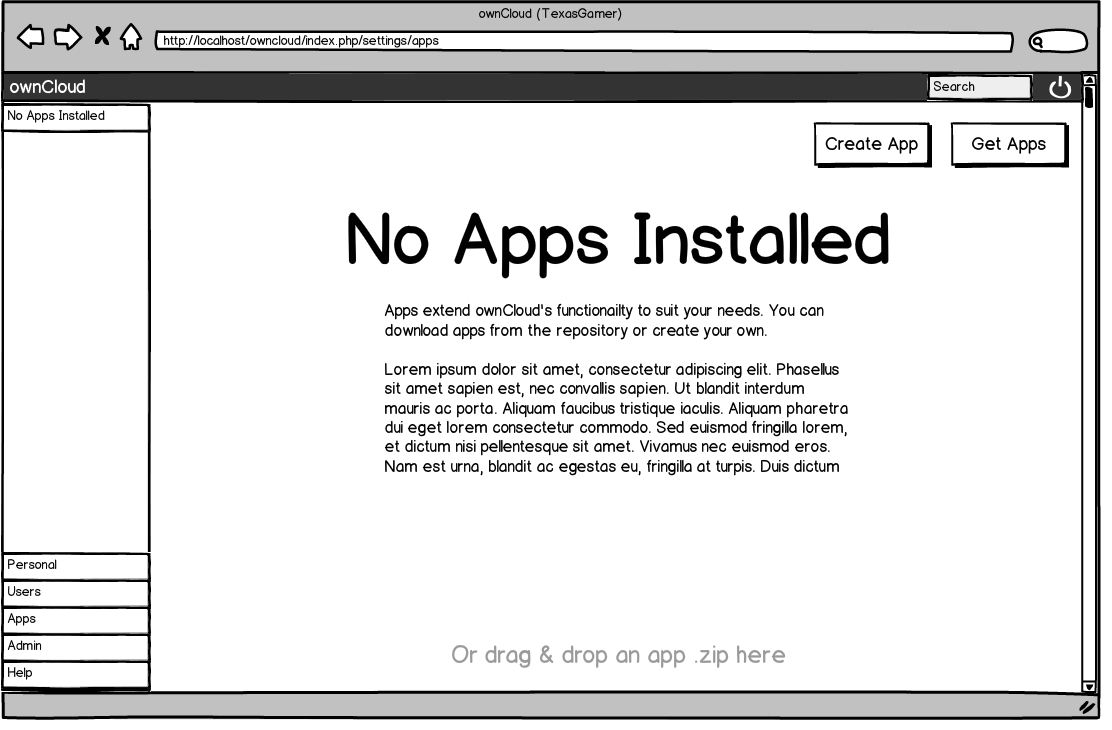 ownCloud (TexasGamer)
http://localhost/owncloud/index.php/settings/apps
ownCloud
Search
No Apps Installed
Create App
Get Apps
No Apps Installed
Apps extend ownCloud's functionailty to suit your needs. You can
download apps from the repository or create your own.
Lorem ipsum dolor sit amet, consectetur adipiscing elit. Phasellus
sit amet sapien est, nec convallis sapien. Ut blandit interdum
mauris ac porta. Aliquam faucibus tristique iaculis. Aliquam pharetra
dui eget lorem consectetur commodo. Sed euismod fringilla lorem,
et dictum nisi pellentesque sit amet. Vivamus nec euismod eros.
Nam est urna, blandit ac egestas eu, fringilla at turpis. Duis dictum
Personal
Users
Apps
Admin
Help
Or drag & drop an app .zip here